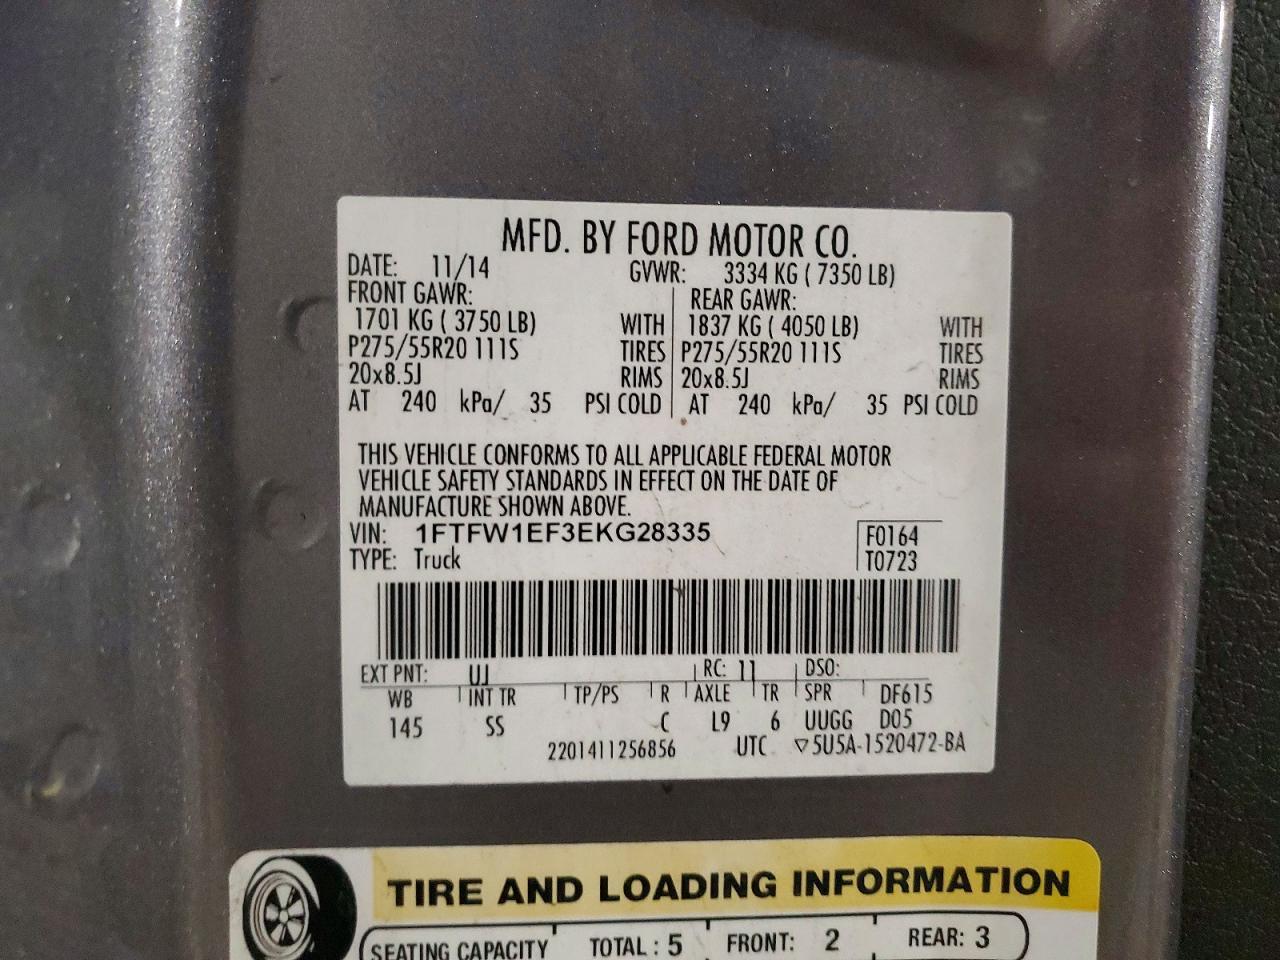 MFD. BY FORD MOTOR CO.
DATE: 11/14 GVWR: 3334 KG ( 7350 LB)
FRONT GAWR: REAR GAWR:
1701 KG ( 3750 LB) WITH 1837 KG ( 4050 LB) WITH
P275/55R20 111S TIRES P275/55R20 111S TIRES
20x8.5J RIMS 20x8.5J RIMS
AT 240 kPa/ 35 PSI COLD AT 240 kPa/ 35 PSI COLD
THIS VEHICLE CONFORMS TO ALL APPLICABLE FEDERAL MOTOR
VEHICLE SAFETY STANDARDS IN EFFECT ON THE DATE OF
MANUFACTURE SHOWN ABOVE.
VIN: 1FTFW1EF3EKG28335 F0164
TYPE: Truck T0723
EXT PNT: UJ RC: 11 DSO:
WB INT TR TP/PS R AXLE TR SPR DF615
145 SS C L9 6 UUGG D05
2201411256856 UTC ▽5U5A-1520472-BA
TIRE AND LOADING INFORMATION
SEATING CAPACITY TOTAL : 5 FRONT: 2 REAR: 3